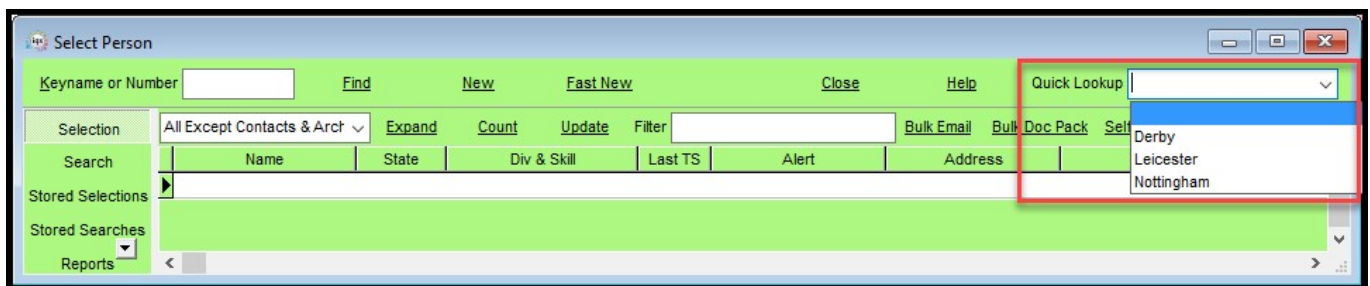 Select Person
Keyname or Number Find New Fast New Close Help Quick Lookup
Selection All Except Contacts & Arch Expand Count Update Filter Bulk Email Bulk Doc Pack Self
Derby
Search Name State Div & Skill Last TS Alert Address
Leicester
Nottingham
Stored Selections
Stored Searches
Reports